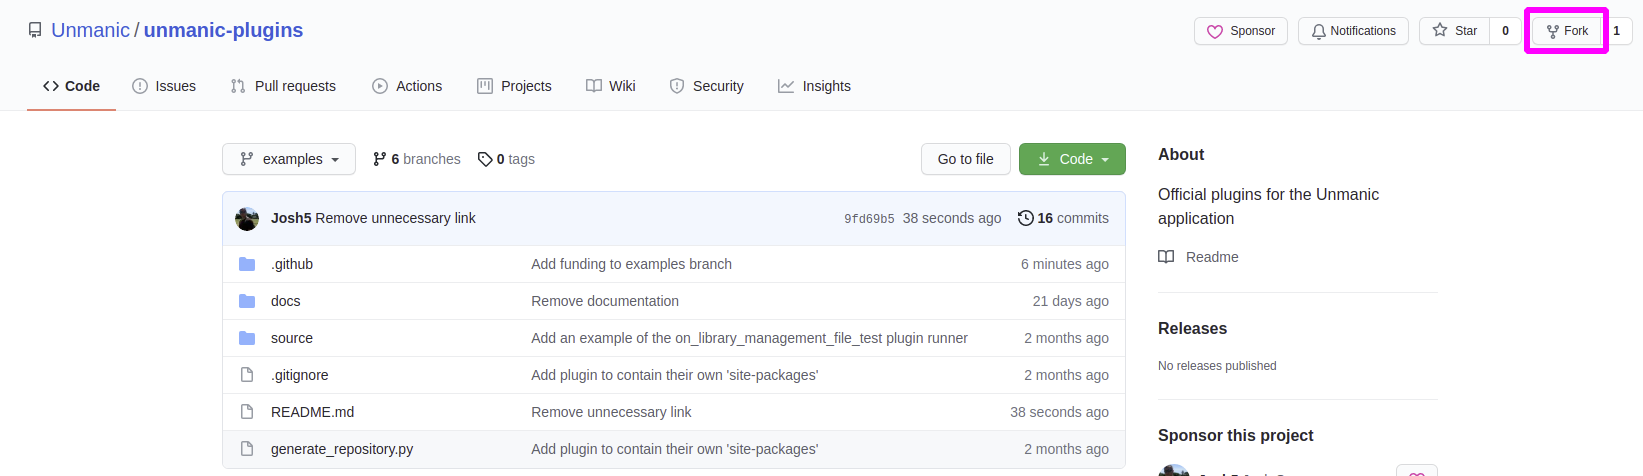 Unmanic / unmanic-plugins
Sponsor Notifications Star 0 Fork 1
Code Issues Pull requests Actions Projects Wiki Security Insights
examples 6 branches 0 tags Go to file Code
Josh5 Remove unnecessary link 9fd69b5 38 seconds ago 16 commits
.github Add funding to examples branch 6 minutes ago
docs Remove documentation 21 days ago
source Add an example of the on_library_management_file_test plugin runner 2 months ago
.gitignore Add plugin to contain their own 'site-packages' 2 months ago
README.md Remove unnecessary link 38 seconds ago
generate_repository.py Add plugin to contain their own 'site-packages' 2 months ago
About
Official plugins for the Unmanic
application
Readme
Releases
No releases published
Sponsor this project